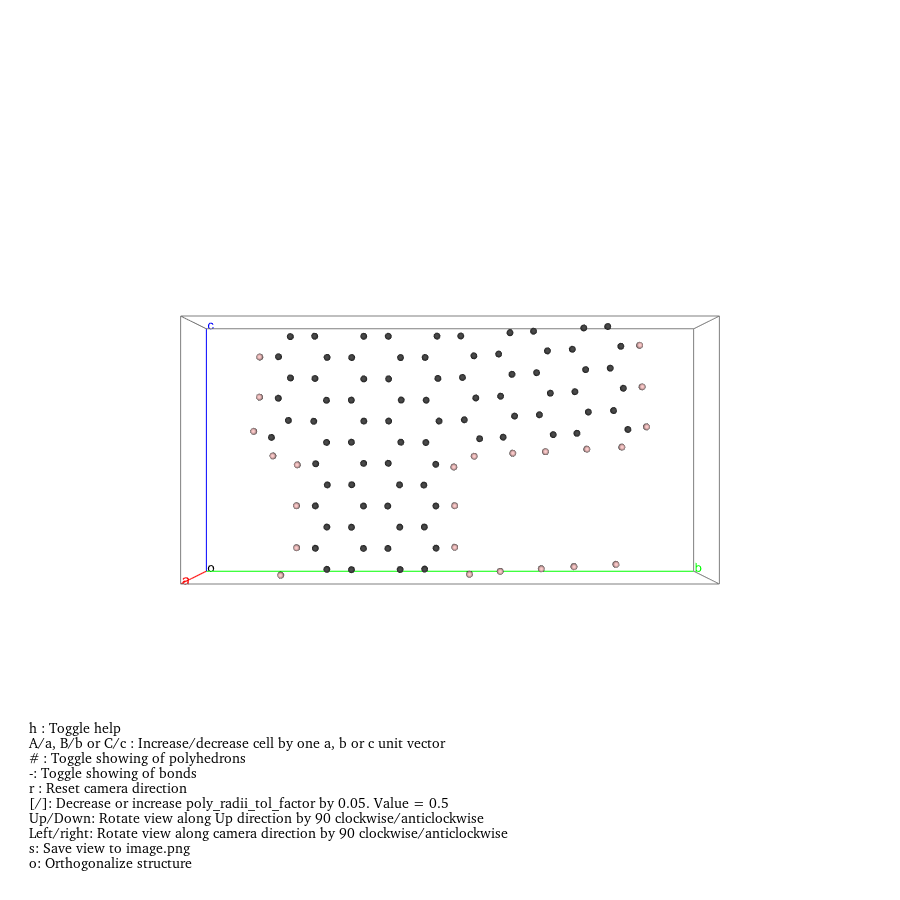 c
o
a
b
h : Toggle help
A/a, B/b or C/c : Increase/decrease cell by one a, b or c unit vector
# : Toggle showing of polyhedrons
-: Toggle showing of bonds
r : Reset camera direction
[/]: Decrease or increase poly_radii_tol_factor by 0.05. Value = 0.5
Up/Down: Rotate view along Up direction by 90 clockwise/anticlockwise
Left/right: Rotate view along camera direction by 90 clockwise/anticlockwise
s: Save view to image.png
o: Orthogonalize structure